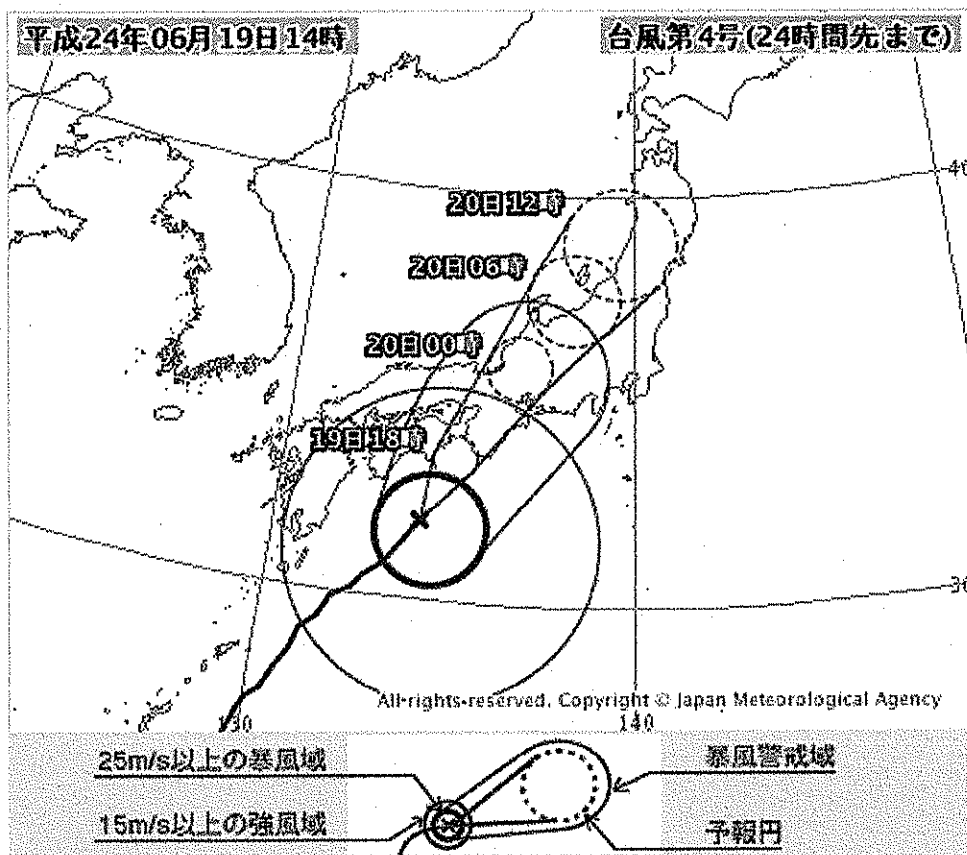 平成24年06月19日14時
台風第4号(24時間先まで)
40
20日12時
20日06時
20日00時
19日18時
30
All rights reserved. Copyright © Japan Meteorological Agency
130
140
25m/s以上の暴風域
暴風警戒域
15m/s以上の強風域
予報円